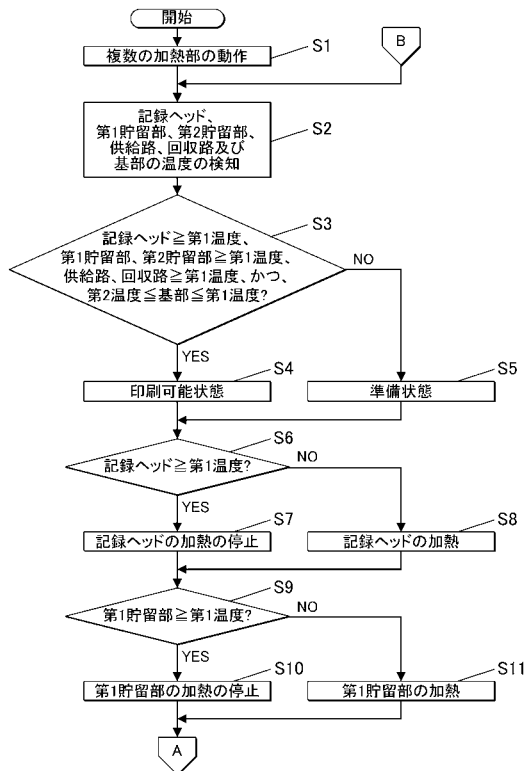 開始
複数の加熱部の動作
S1
B
記録ヘッド、
第1貯留部、第2貯留部、
供給路、回収路及び
基部の温度の検知
S2
記録ヘッド≧第1温度、
第1貯留部、第2貯留部≧第1温度、
供給路、回収路≧第1温度、かつ、
第2温度≦基部≦第1温度?
S3
NO
YES
S4
印刷可能状態
S5
準備状態
S6
記録ヘッド≧第1温度?
NO
YES
S7
記録ヘッドの加熱の停止
S8
記録ヘッドの加熱
S9
第1貯留部≧第1温度?
NO
YES
S10
第1貯留部の加熱の停止
S11
第1貯留部の加熱
A